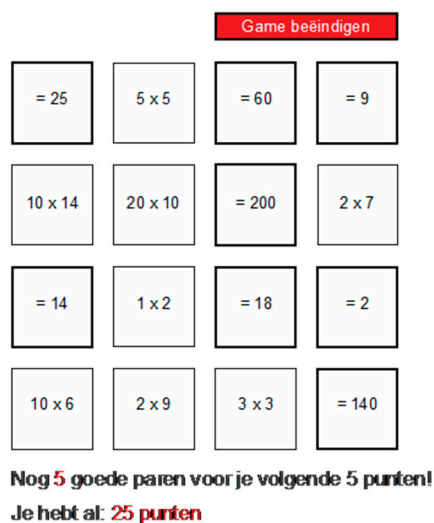 Game beëindigen
= 25 5 x 5 = 60 = 9
10 x 14 20 x 10 = 200 2 x 7
= 14 1 x 2 = 18 = 2
10 x 6 2 x 9 3 x 3 = 140
Nog 5 goede paren voor je volgende 5 punten!
Je hebt al: 25 punten